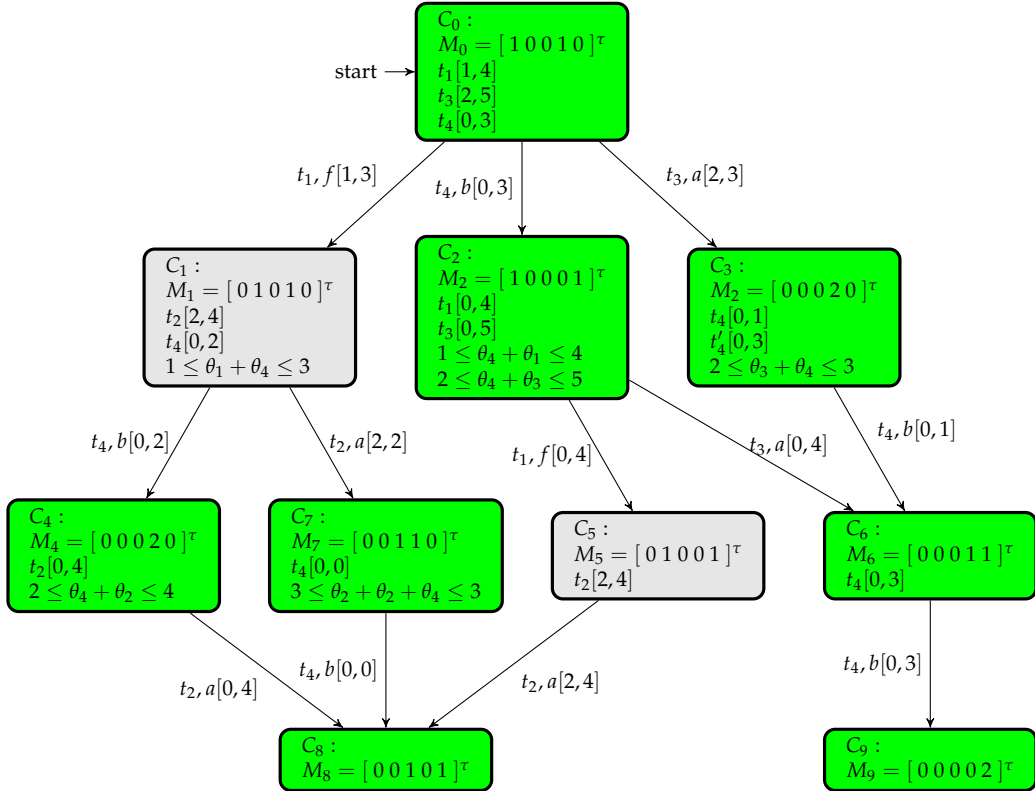 C₀ :
M₀ = [ 1 0 0 1 0 ]^τ
start
t₁[1, 4]
t₃[2, 5]
t₄[0, 3]
t₁, f[1, 3]
t₄, b[0, 3]
t₃, a[2, 3]
C₁ :
M₁ = [ 0 1 0 1 0 ]^τ
t₂[2, 4]
t₄[0, 2]
1 ≤ θ₁ + θ₄ ≤ 3
C₂ :
M₂ = [ 1 0 0 0 1 ]^τ
t₁[0, 4]
t₃[0, 5]
1 ≤ θ₄ + θ₁ ≤ 4
2 ≤ θ₄ + θ₃ ≤ 5
C₃ :
M₂ = [ 0 0 0 2 0 ]^τ
t₄[0, 1]
t′₄[0, 3]
2 ≤ θ₃ + θ₄ ≤ 3
t₄, b[0, 2]
t₂, a[2, 2]
t₁, f[0, 4]
t₃, a[0, 4]
t₄, b[0, 1]
C₄ :
M₄ = [ 0 0 0 2 0 ]^τ
t₂[0, 4]
2 ≤ θ₄ + θ₂ ≤ 4
C₇ :
M₇ = [ 0 0 1 1 0 ]^τ
t₄[0, 0]
3 ≤ θ₂ + θ₂ + θ₄ ≤ 3
C₅ :
M₅ = [ 0 1 0 0 1 ]^τ
t₂[2, 4]
C₆ :
M₆ = [ 0 0 0 1 1 ]^τ
t₄[0, 3]
t₂, a[0, 4]
t₄, b[0, 0]
t₂, a[2, 4]
t₄, b[0, 3]
C₈ :
M₈ = [ 0 0 1 0 1 ]^τ
C₉ :
M₉ = [ 0 0 0 0 2 ]^τ